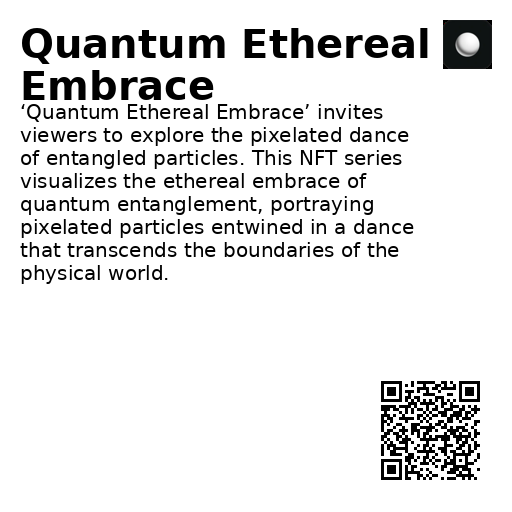 Quantum Ethereal
Embrace
‘Quantum Ethereal Embrace’ invites
viewers to explore the pixelated dance
of entangled particles. This NFT series
visualizes the ethereal embrace of
quantum entanglement, portraying
pixelated particles entwined in a dance
that transcends the boundaries of the
physical world.